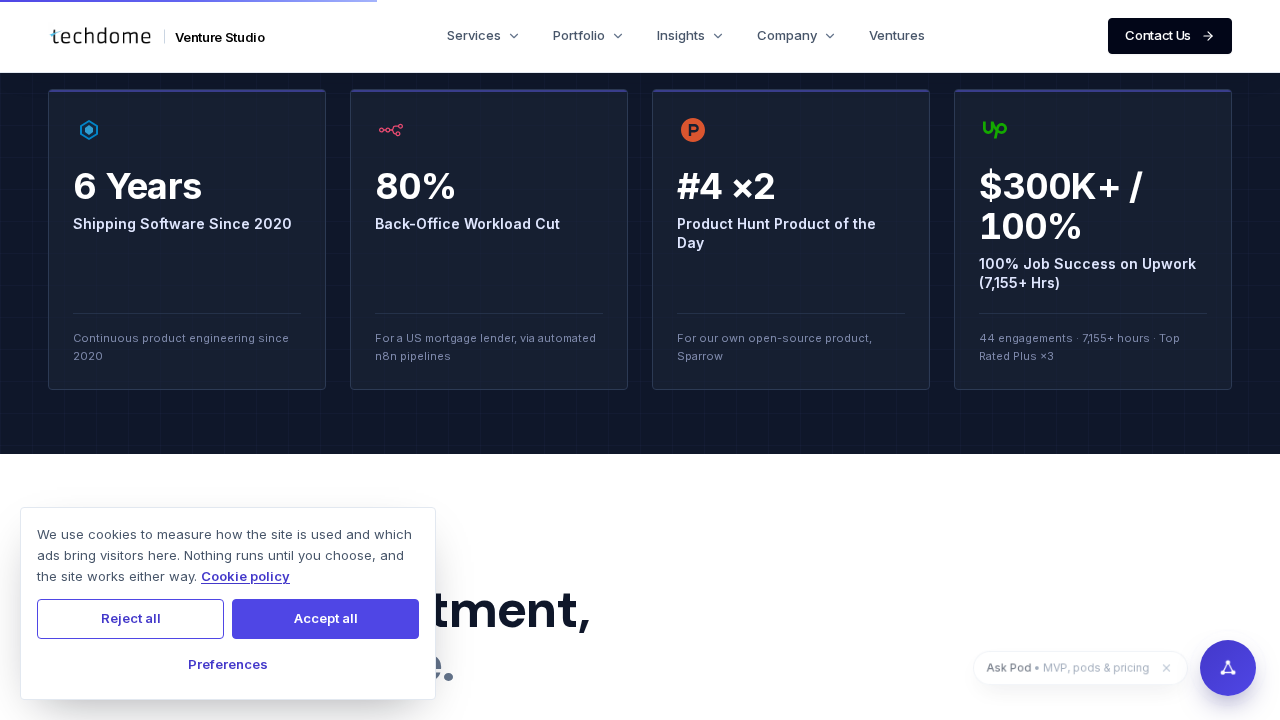 techdome Venture Studio
Services
Portfolio
Insights
Company
Ventures
Contact Us
6 Years
Shipping Software Since 2020
Continuous product engineering since
2020
80%
Back-Office Workload Cut
For a US mortgage lender, via automated
n8n pipelines
P
#4 ×2
Product Hunt Product of the
Day
For our own open-source product,
Sparrow
up
$300K+ /
100%
100% Job Success on Upwork
(7,155+ Hrs)
44 engagements · 7,155+ hours · Top
Rated Plus ×3
We use cookies to measure how the site is used and which
ads bring visitors here. Nothing runs until you choose, and
the site works either way. Cookie policy
Reject all
Accept all
Preferences
tment,
Ask Pod • MVP, pods & pricing